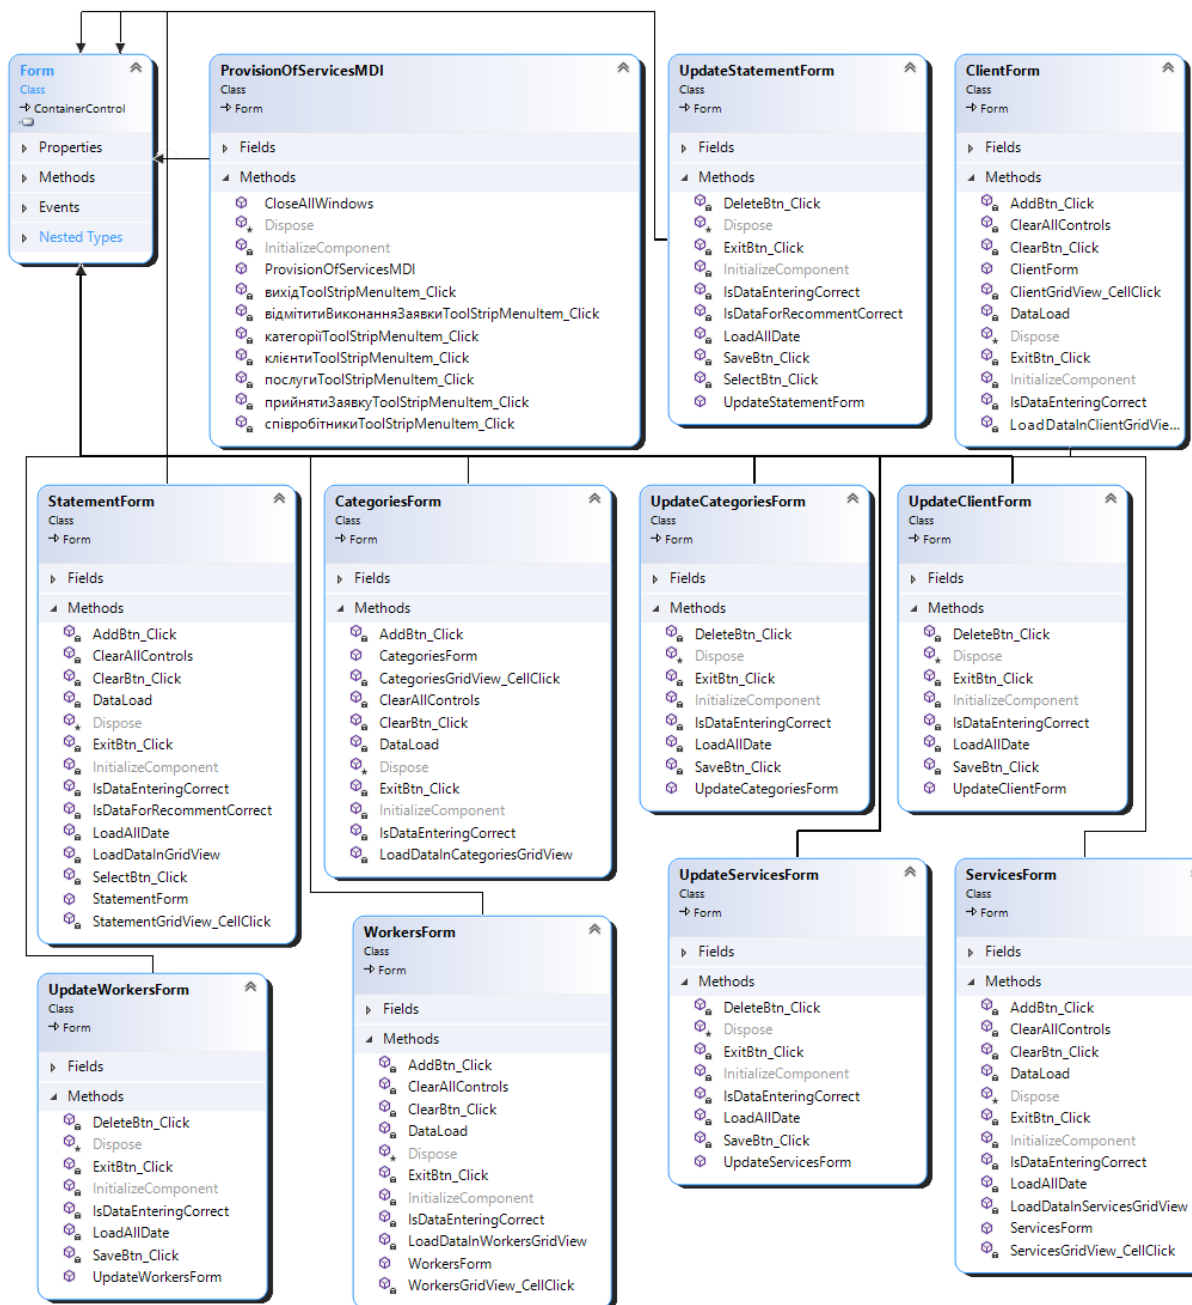 Form
Class
ContainerControl
Properties
Methods
Events
Nested Types
ProvisionOfServicesMDI
Class
Form
Fields
Methods
CloseAllWindows
Dispose
InitializeComponent
ProvisionOfServicesMDI
вихідToolStripMenuItem_Click
відмітитиВиконанняЗаявкиToolStripMenuItem_Click
категоріїToolStripMenuItem_Click
клієнтиToolStripMenuItem_Click
послугиToolStripMenuItem_Click
прийнятиЗаявкуToolStripMenuItem_Click
співробітникиToolStripMenuItem_Click
UpdateStatementForm
Class
Form
Fields
Methods
DeleteBtn_Click
Dispose
ExitBtn_Click
InitializeComponent
IsDataEnteringCorrect
IsDataForRecommentCorrect
LoadAllDate
SaveBtn_Click
SelectBtn_Click
UpdateStatementForm
ClientForm
Class
Form
Fields
Methods
AddBtn_Click
ClearAllControls
ClearBtn_Click
ClientForm
ClientGridView_CellClick
DataLoad
Dispose
ExitBtn_Click
InitializeComponent
IsDataEnteringCorrect
LoadDataInClientGridVie...
StatementForm
Class
Form
Fields
Methods
AddBtn_Click
ClearAllControls
ClearBtn_Click
DataLoad
Dispose
ExitBtn_Click
InitializeComponent
IsDataEnteringCorrect
IsDataForRecommentCorrect
LoadAllDate
LoadDataInGridView
SelectBtn_Click
StatementForm
StatementGridView_CellClick
CategoriesForm
Class
Form
Fields
Methods
AddBtn_Click
CategoriesForm
CategoriesGridView_CellClick
ClearAllControls
ClearBtn_Click
DataLoad
Dispose
ExitBtn_Click
InitializeComponent
IsDataEnteringCorrect
LoadDataInCategoriesGridView
UpdateCategoriesForm
Class
Form
Fields
Methods
DeleteBtn_Click
Dispose
ExitBtn_Click
InitializeComponent
IsDataEnteringCorrect
LoadAllDate
SaveBtn_Click
UpdateCategoriesForm
UpdateClientForm
Class
Form
Fields
Methods
DeleteBtn_Click
Dispose
ExitBtn_Click
InitializeComponent
IsDataEnteringCorrect
LoadAllDate
SaveBtn_Click
UpdateClientForm
UpdateWorkersForm
Class
Form
Fields
Methods
DeleteBtn_Click
Dispose
ExitBtn_Click
InitializeComponent
IsDataEnteringCorrect
LoadAllDate
SaveBtn_Click
UpdateWorkersForm
WorkersForm
Class
Form
Fields
Methods
AddBtn_Click
ClearAllControls
ClearBtn_Click
DataLoad
Dispose
ExitBtn_Click
InitializeComponent
IsDataEnteringCorrect
LoadDataInWorkersGridView
WorkersForm
WorkersGridView_CellClick
UpdateServicesForm
Class
Form
Fields
Methods
DeleteBtn_Click
Dispose
ExitBtn_Click
InitializeComponent
IsDataEnteringCorrect
LoadAllDate
SaveBtn_Click
UpdateServicesForm
ServicesForm
Class
Form
Fields
Methods
AddBtn_Click
ClearAllControls
ClearBtn_Click
DataLoad
Dispose
ExitBtn_Click
InitializeComponent
IsDataEnteringCorrect
LoadAllDate
LoadDataInServicesGridView
ServicesForm
ServicesGridView_CellClick